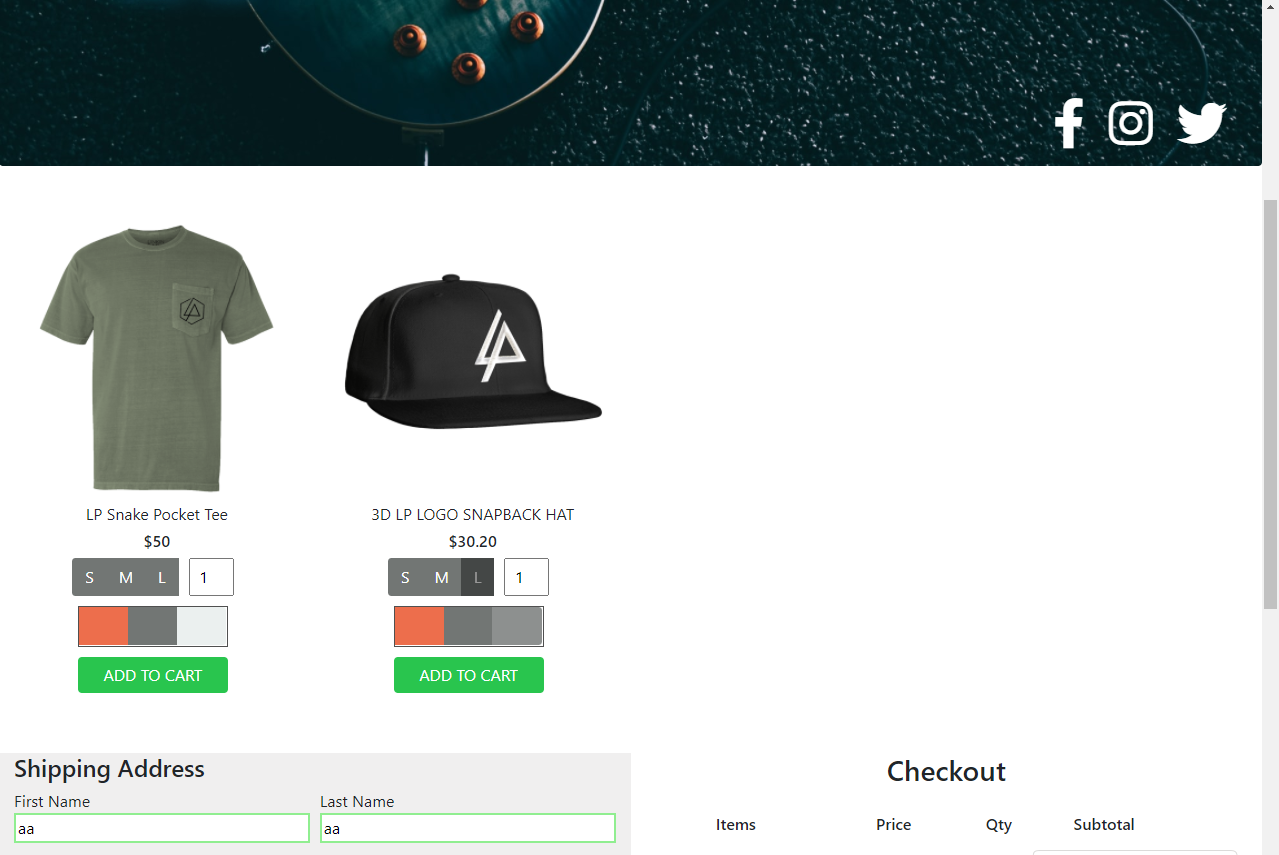 LP Snake Pocket Tee
$50
S M L 1
ADD TO CART
3D LP LOGO SNAPBACK HAT
$30.20
S M L 1
ADD TO CART
Shipping Address
First Name Last Name
aa aa
Checkout
Items Price Qty Subtotal